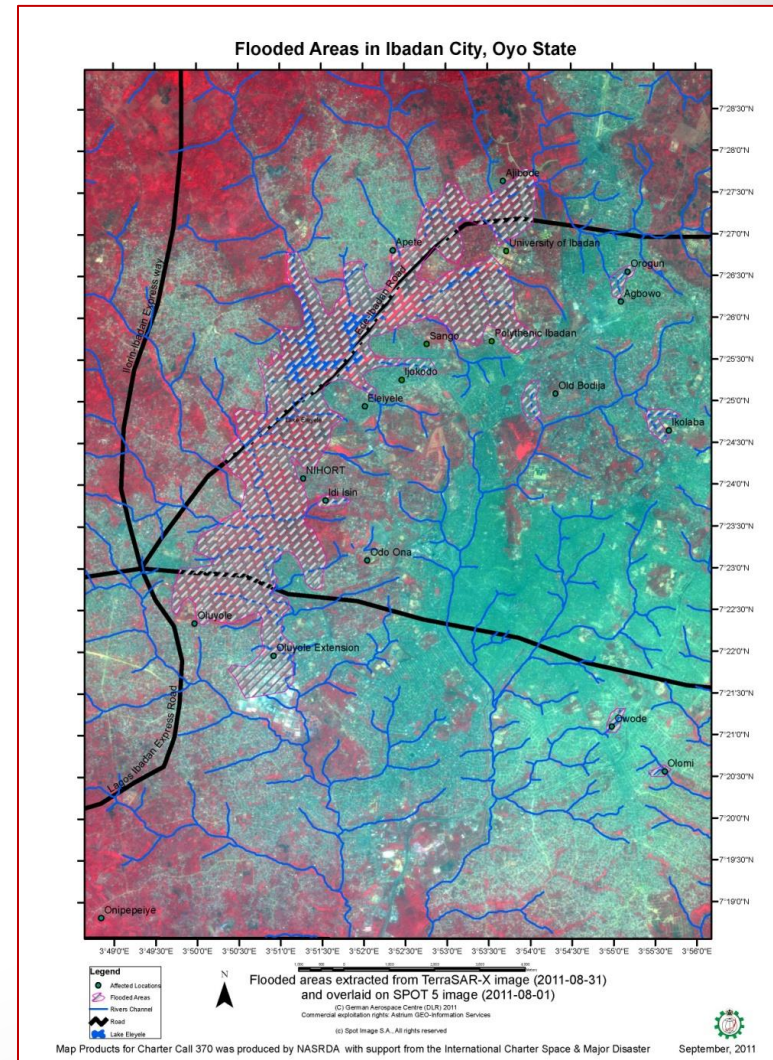 Flooded Areas in Ibadan City, Oyo State
7°28'30"N
7°28'0"N
Ajibode
7°27'30"N
7°27'0"N
Apete
University of Ibadan
Orogun
7°26'30"N
Agbowo
Ilorin-Ibadan Express way
Ede-Ibadan Road
7°26'0"N
Sango
Polythenic Ibadan
7°25'30"N
Ijokodo
Old Bodija
7°25'0"N
Eleiyele
Lake Eleyele
Ikolaba
7°24'30"N
NIHORT
7°24'0"N
Idi Isin
7°23'30"N
Odo Ona
7°23'0"N
7°22'30"N
Oluyole
7°22'0"N
Oluyole Extension
7°21'30"N
Owode
7°21'0"N
Lagos Ibadan Express Road
Olomi
7°20'30"N
7°20'0"N
7°19'30"N
7°19'0"N
Onipepeiye
3°49'0"E 3°49'30"E 3°50'0"E 3°50'30"E 3°51'0"E 3°51'30"E 3°52'0"E 3°52'30"E 3°53'0"E 3°53'30"E 3°54'0"E 3°54'30"E 3°55'0"E 3°55'30"E 3°56'0"E
Legend
Affected Locations
Flooded Areas
Rivers Channel
Road
Lake Eleyele
N
Flooded areas extracted from TerraSAR-X image (2011-08-31)
and overlaid on SPOT 5 image (2011-08-01)
(C) German Aerospace Centre (DLR) 2011
Commercial exploitation rights: Astrium GEO-Information Services
(c) Spot Image S.A., All rights reserved
Map Products for Charter Call 370 was produced by NASRDA with support from the International Charter Space & Major Disaster September, 2011